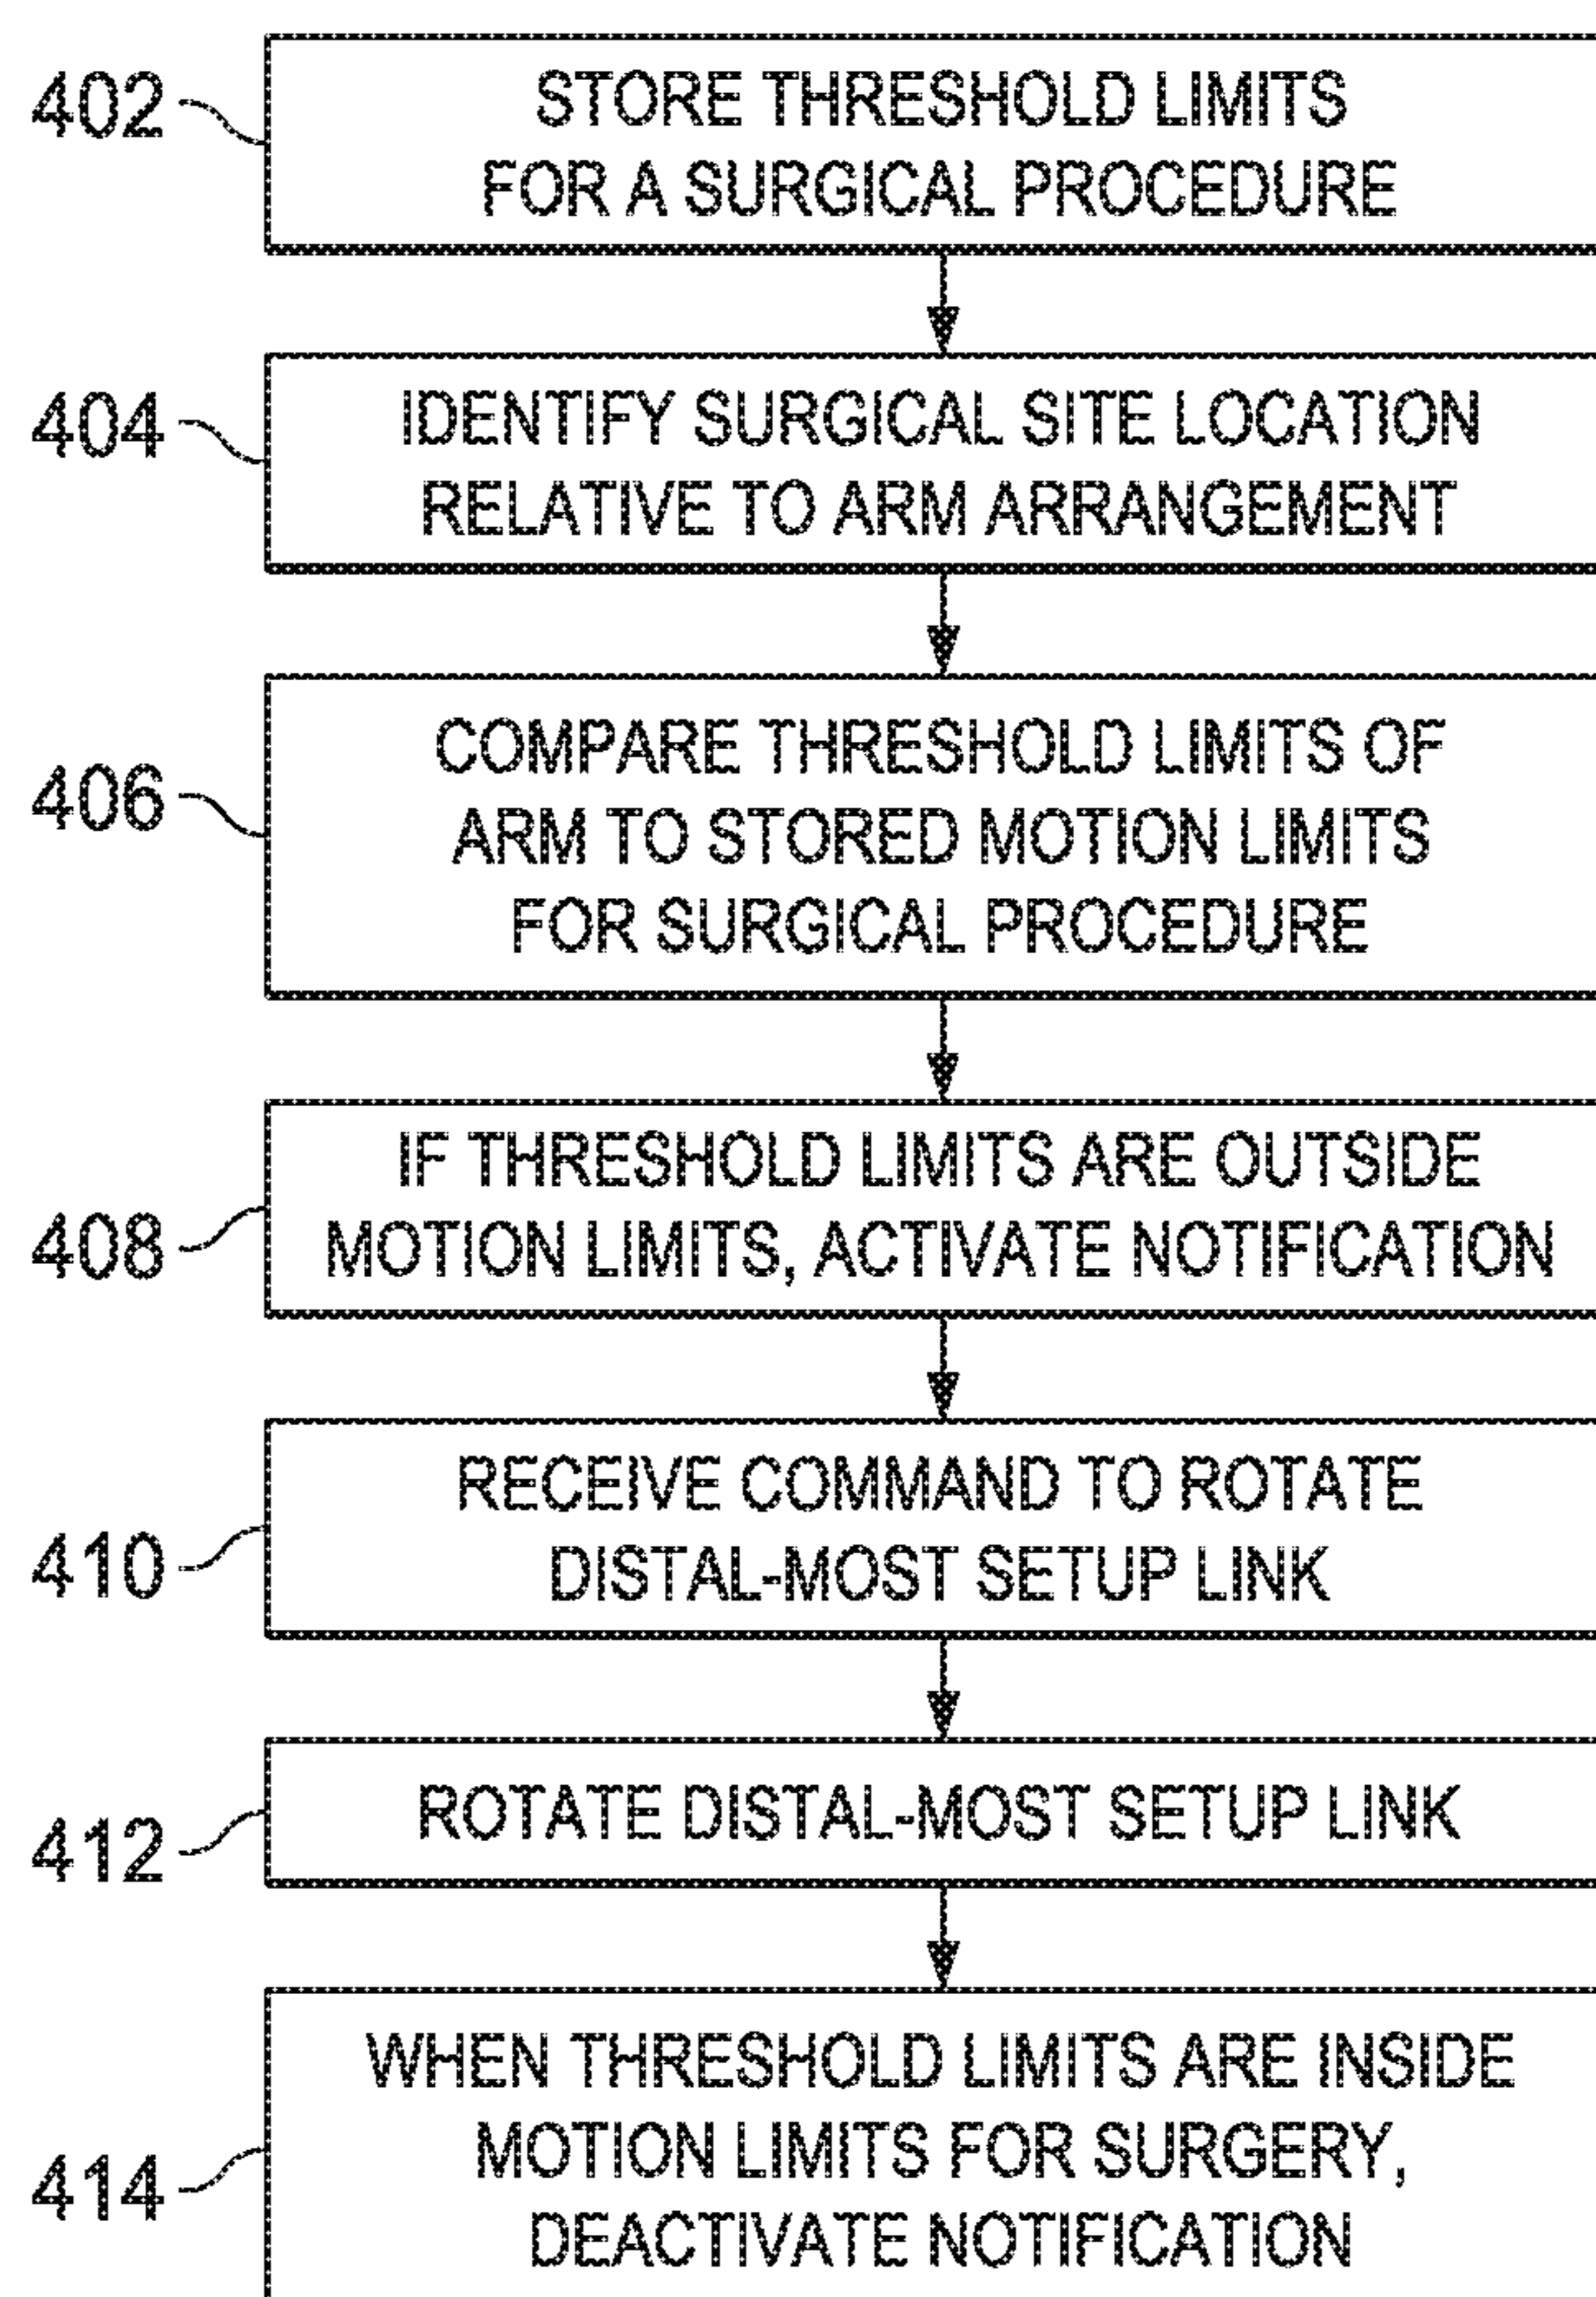 402
STORE THRESHOLD LIMITS
FOR A SURGICAL PROCEDURE
404
IDENTIFY SURGICAL SITE LOCATION
RELATIVE TO ARM ARRANGEMENT
406
COMPARE THRESHOLD LIMITS OF
ARM TO STORED MOTION LIMITS
FOR SURGICAL PROCEDURE
408
IF THRESHOLD LIMITS ARE OUTSIDE
MOTION LIMITS, ACTIVATE NOTIFICATION
410
RECEIVE COMMAND TO ROTATE
DISTAL-MOST SETUP LINK
412
ROTATE DISTAL-MOST SETUP LINK
414
WHEN THRESHOLD LIMITS ARE INSIDE
MOTION LIMITS FOR SURGERY,
DEACTIVATE NOTIFICATION